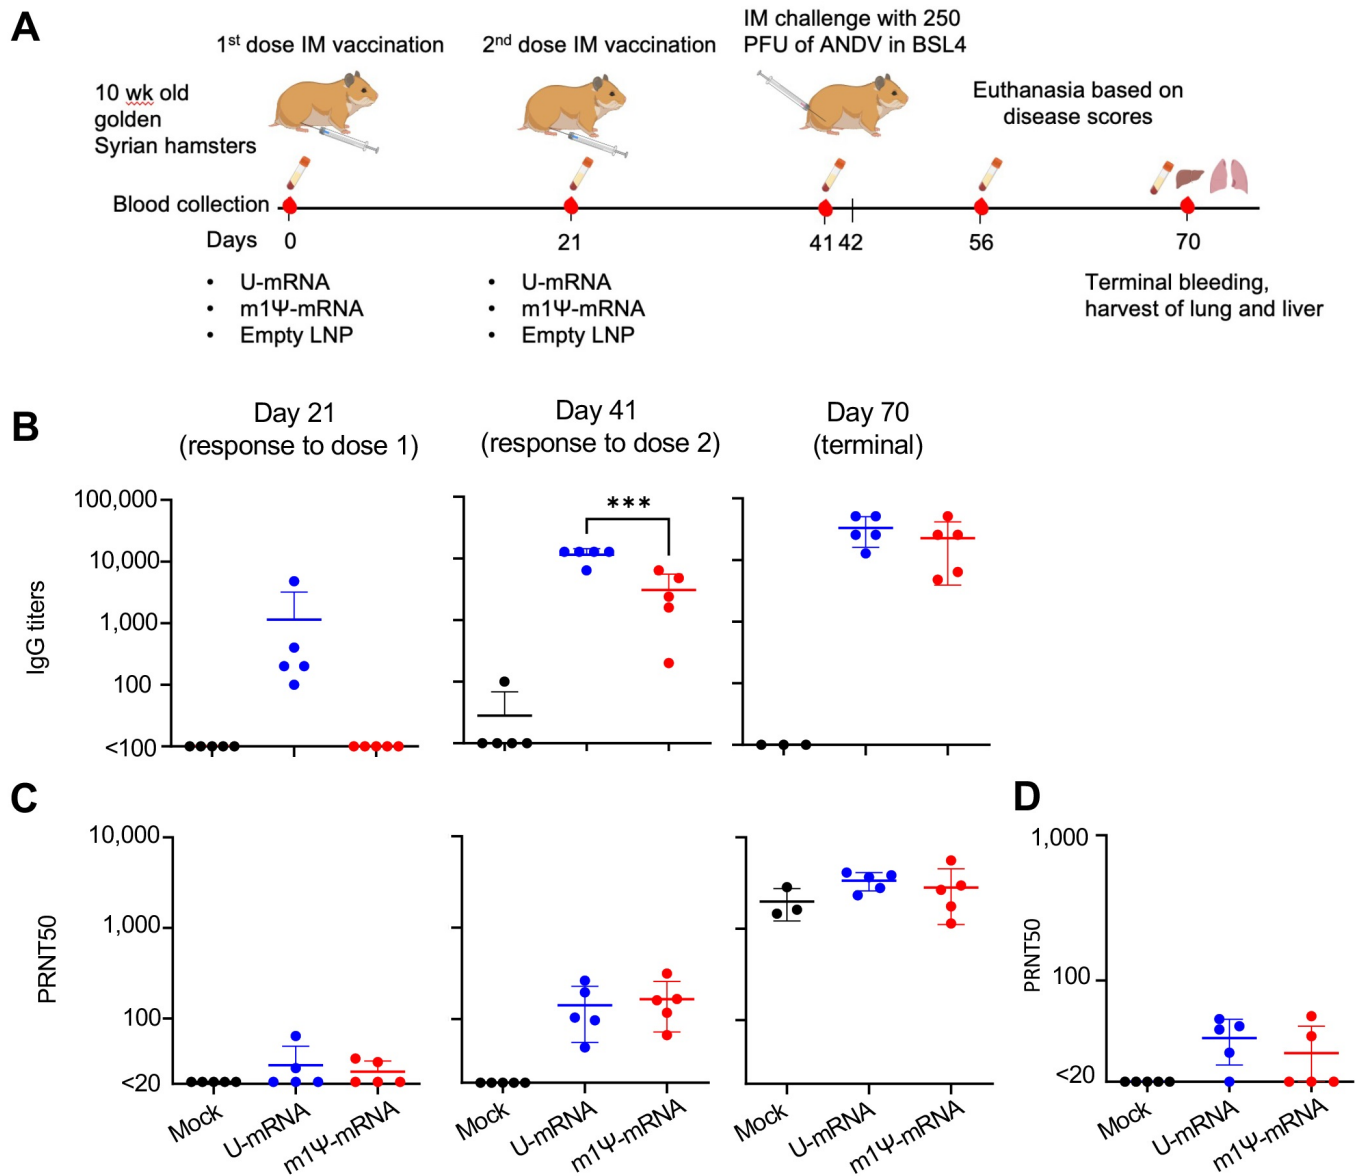 A
1st dose IM vaccination
2nd dose IM vaccination
IM challenge with 250
PFU of ANDV in BSL4
10 wk old
golden
Syrian hamsters
Euthanasia based on
disease scores
Blood collection
Days 0 21 41 42 56 70
• U-mRNA
• m1Ψ-mRNA
• Empty LNP
• U-mRNA
• m1Ψ-mRNA
• Empty LNP
Terminal bleeding,
harvest of lung and liver
B
Day 21
(response to dose 1)
Day 41
(response to dose 2)
Day 70
(terminal)
IgG titers
100,000
10,000
1,000
100
<100
***
C
PRNT50
10,000
1,000
100
<20
Mock U-mRNA m1Ψ-mRNA
Mock U-mRNA m1Ψ-mRNA
Mock U-mRNA m1Ψ-mRNA
D
PRNT50
1,000
100
<20
Mock U-mRNA m1Ψ-mRNA